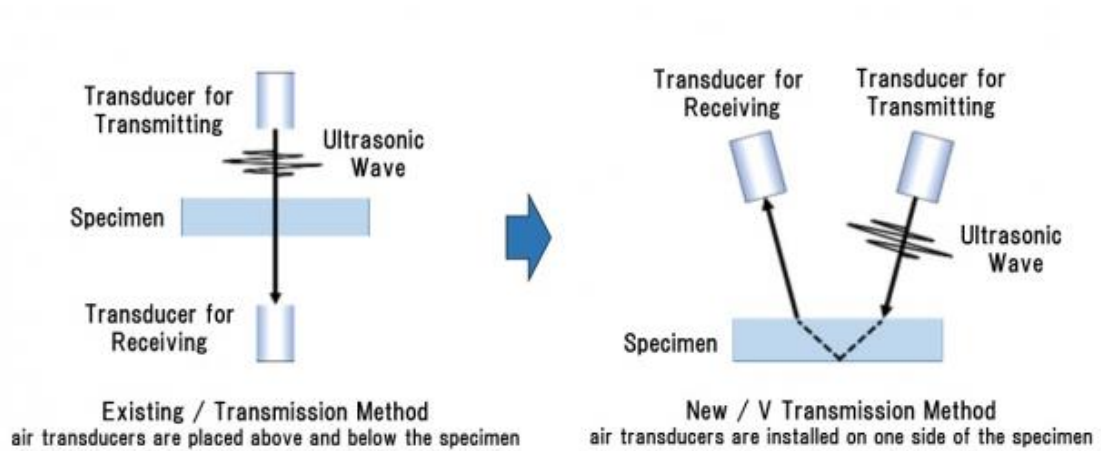 Transducer for
Transmitting
Ultrasonic
Wave
Specimen
Transducer for
Receiving
Existing / Transmission Method
air transducers are placed above and below the specimen
Transducer for
Receiving
Transducer for
Transmitting
Ultrasonic
Wave
Specimen
New / V Transmission Method
air transducers are installed on one side of the specimen